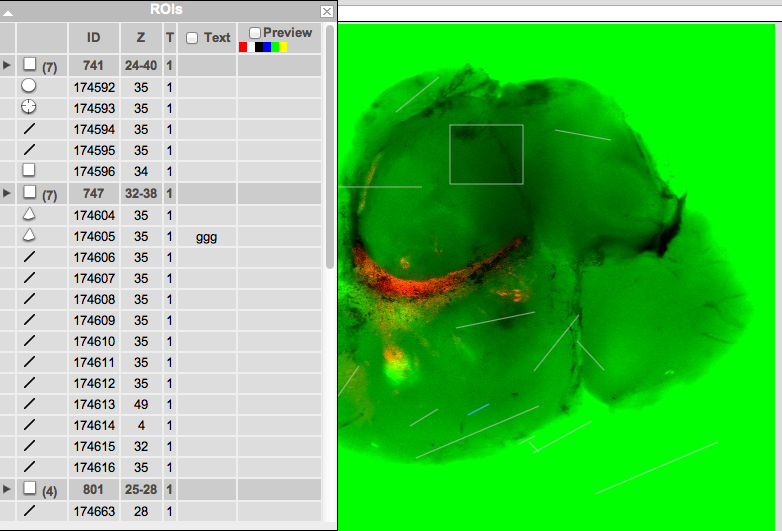 ROIs
ID Z T Text Preview
(7) 741 24-40 1
174592 35 1
174593 35 1
174594 35 1
174595 35 1
174596 34 1
(7) 747 32-38 1
174604 35 1
174605 35 1 ggg
174606 35 1
174607 35 1
174608 35 1
174609 35 1
174610 35 1
174611 35 1
174612 35 1
174613 49 1
174614 4 1
174615 32 1
174616 35 1
(4) 801 25-28 1
174663 28 1